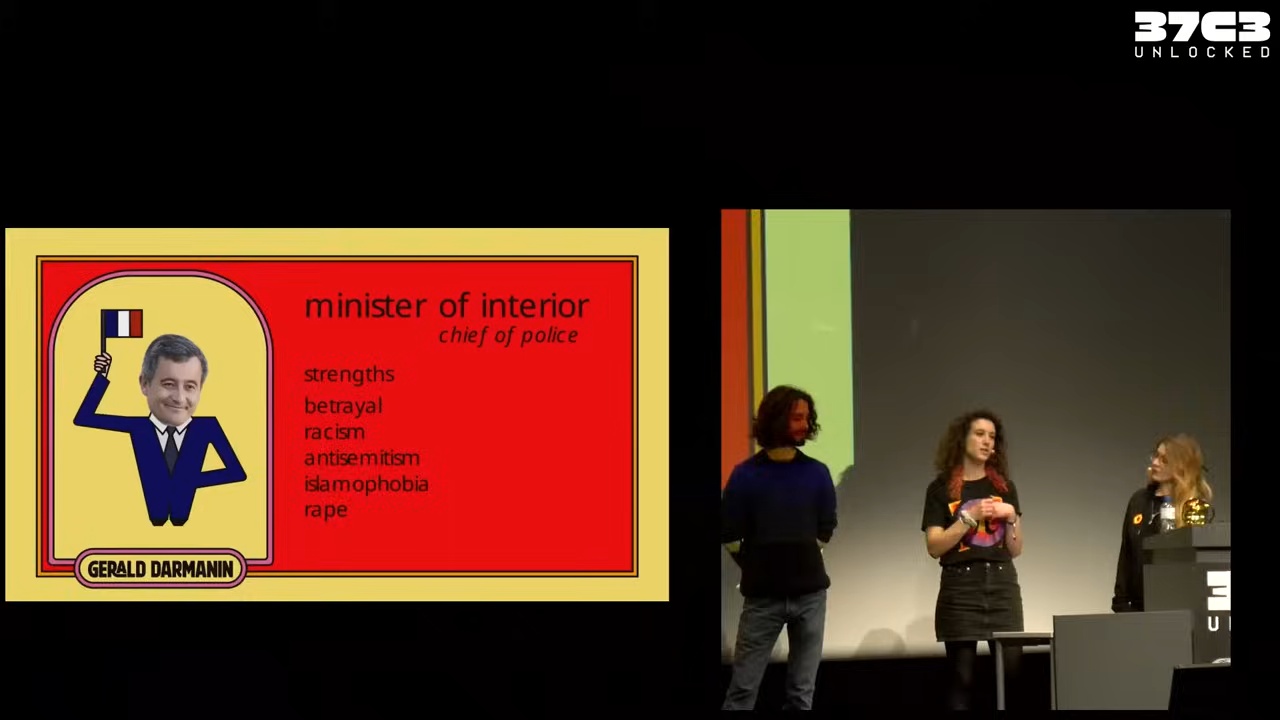 37C3
UNLOCKED
minister of interior
chief of police
strengths
betrayal
racism
antisemitism
islamophobia
rape
GERALD DARMANIN